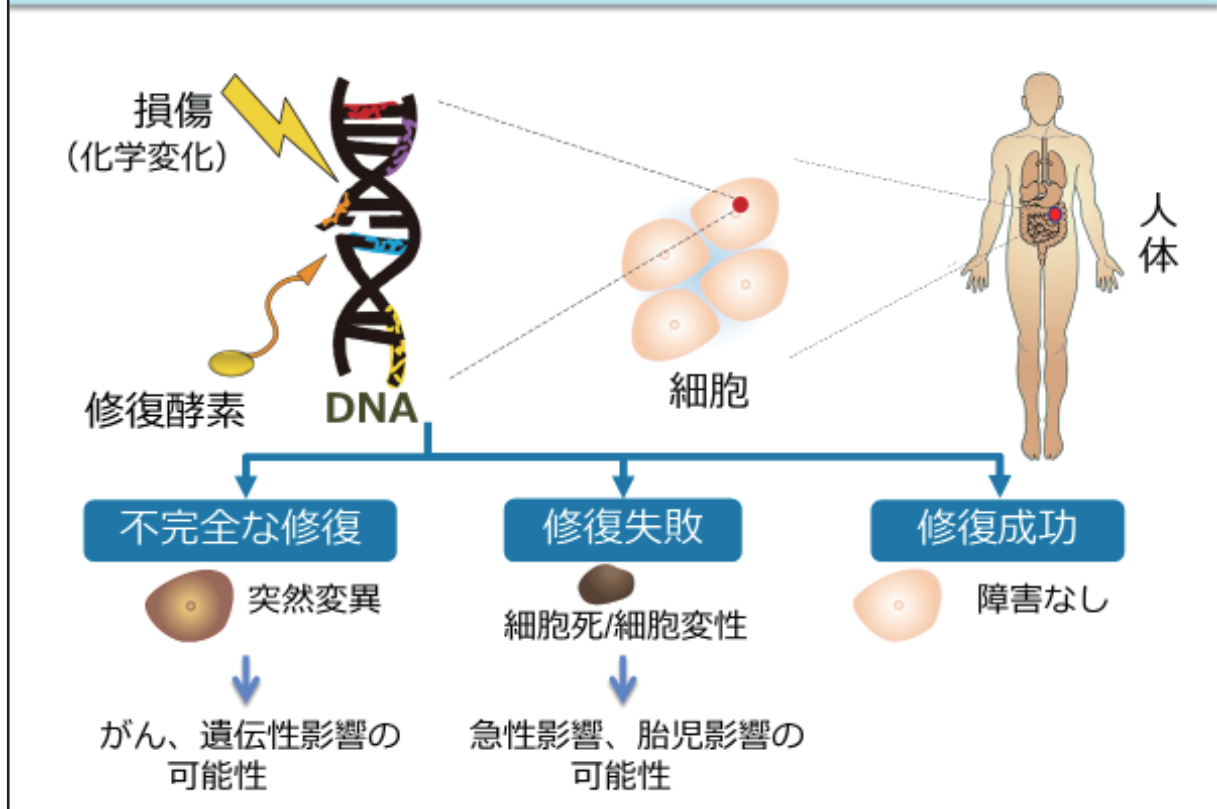 損傷
（化学変化）
修復酵素
DNA
細胞
人
体
不完全な修復
修復失敗
修復成功
突然変異
細胞死/細胞変性
障害なし
がん、遺伝性影響の
可能性
急性影響、胎児影響の
可能性